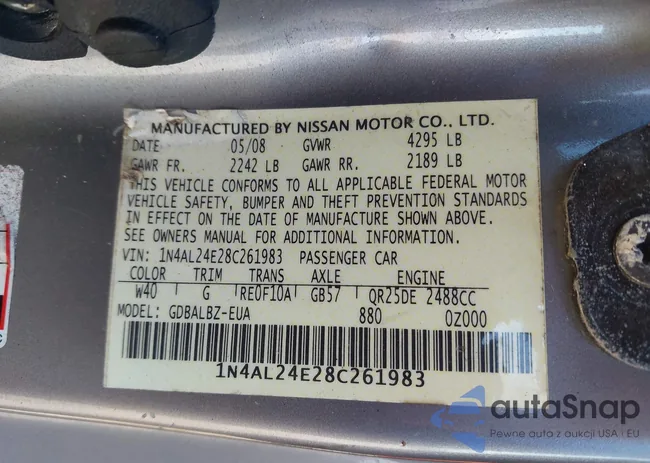 MANUFACTURED BY NISSAN MOTOR CO., LTD.
DATE 05/08 GVWR 4295 LB
GAWR FR. 2242 LB GAWR RR. 2189 LB
THIS VEHICLE CONFORMS TO ALL APPLICABLE FEDERAL MOTOR
VEHICLE SAFETY, BUMPER AND THEFT PREVENTION STANDARDS
IN EFFECT ON THE DATE OF MANUFACTURE SHOWN ABOVE.
SEE OWNERS MANUAL FOR ADDITIONAL INFORMATION.
VIN: 1N4AL24E28C261983 PASSENGER CAR
COLOR TRIM TRANS AXLE ENGINE
W40 G RE0F10A GB57 QR25DE 2488CC
MODEL: GDBALBZ-EUA 880 0Z000
1N4AL24E28C261983
autaSnap
Pewne auta z aukcji USA i EU